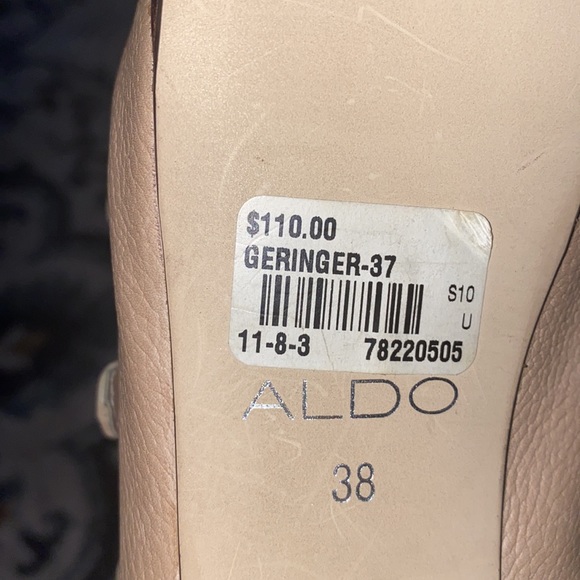 $110.00
GERINGER-37
S10
U
11-8-3 78220505
ALDO
38